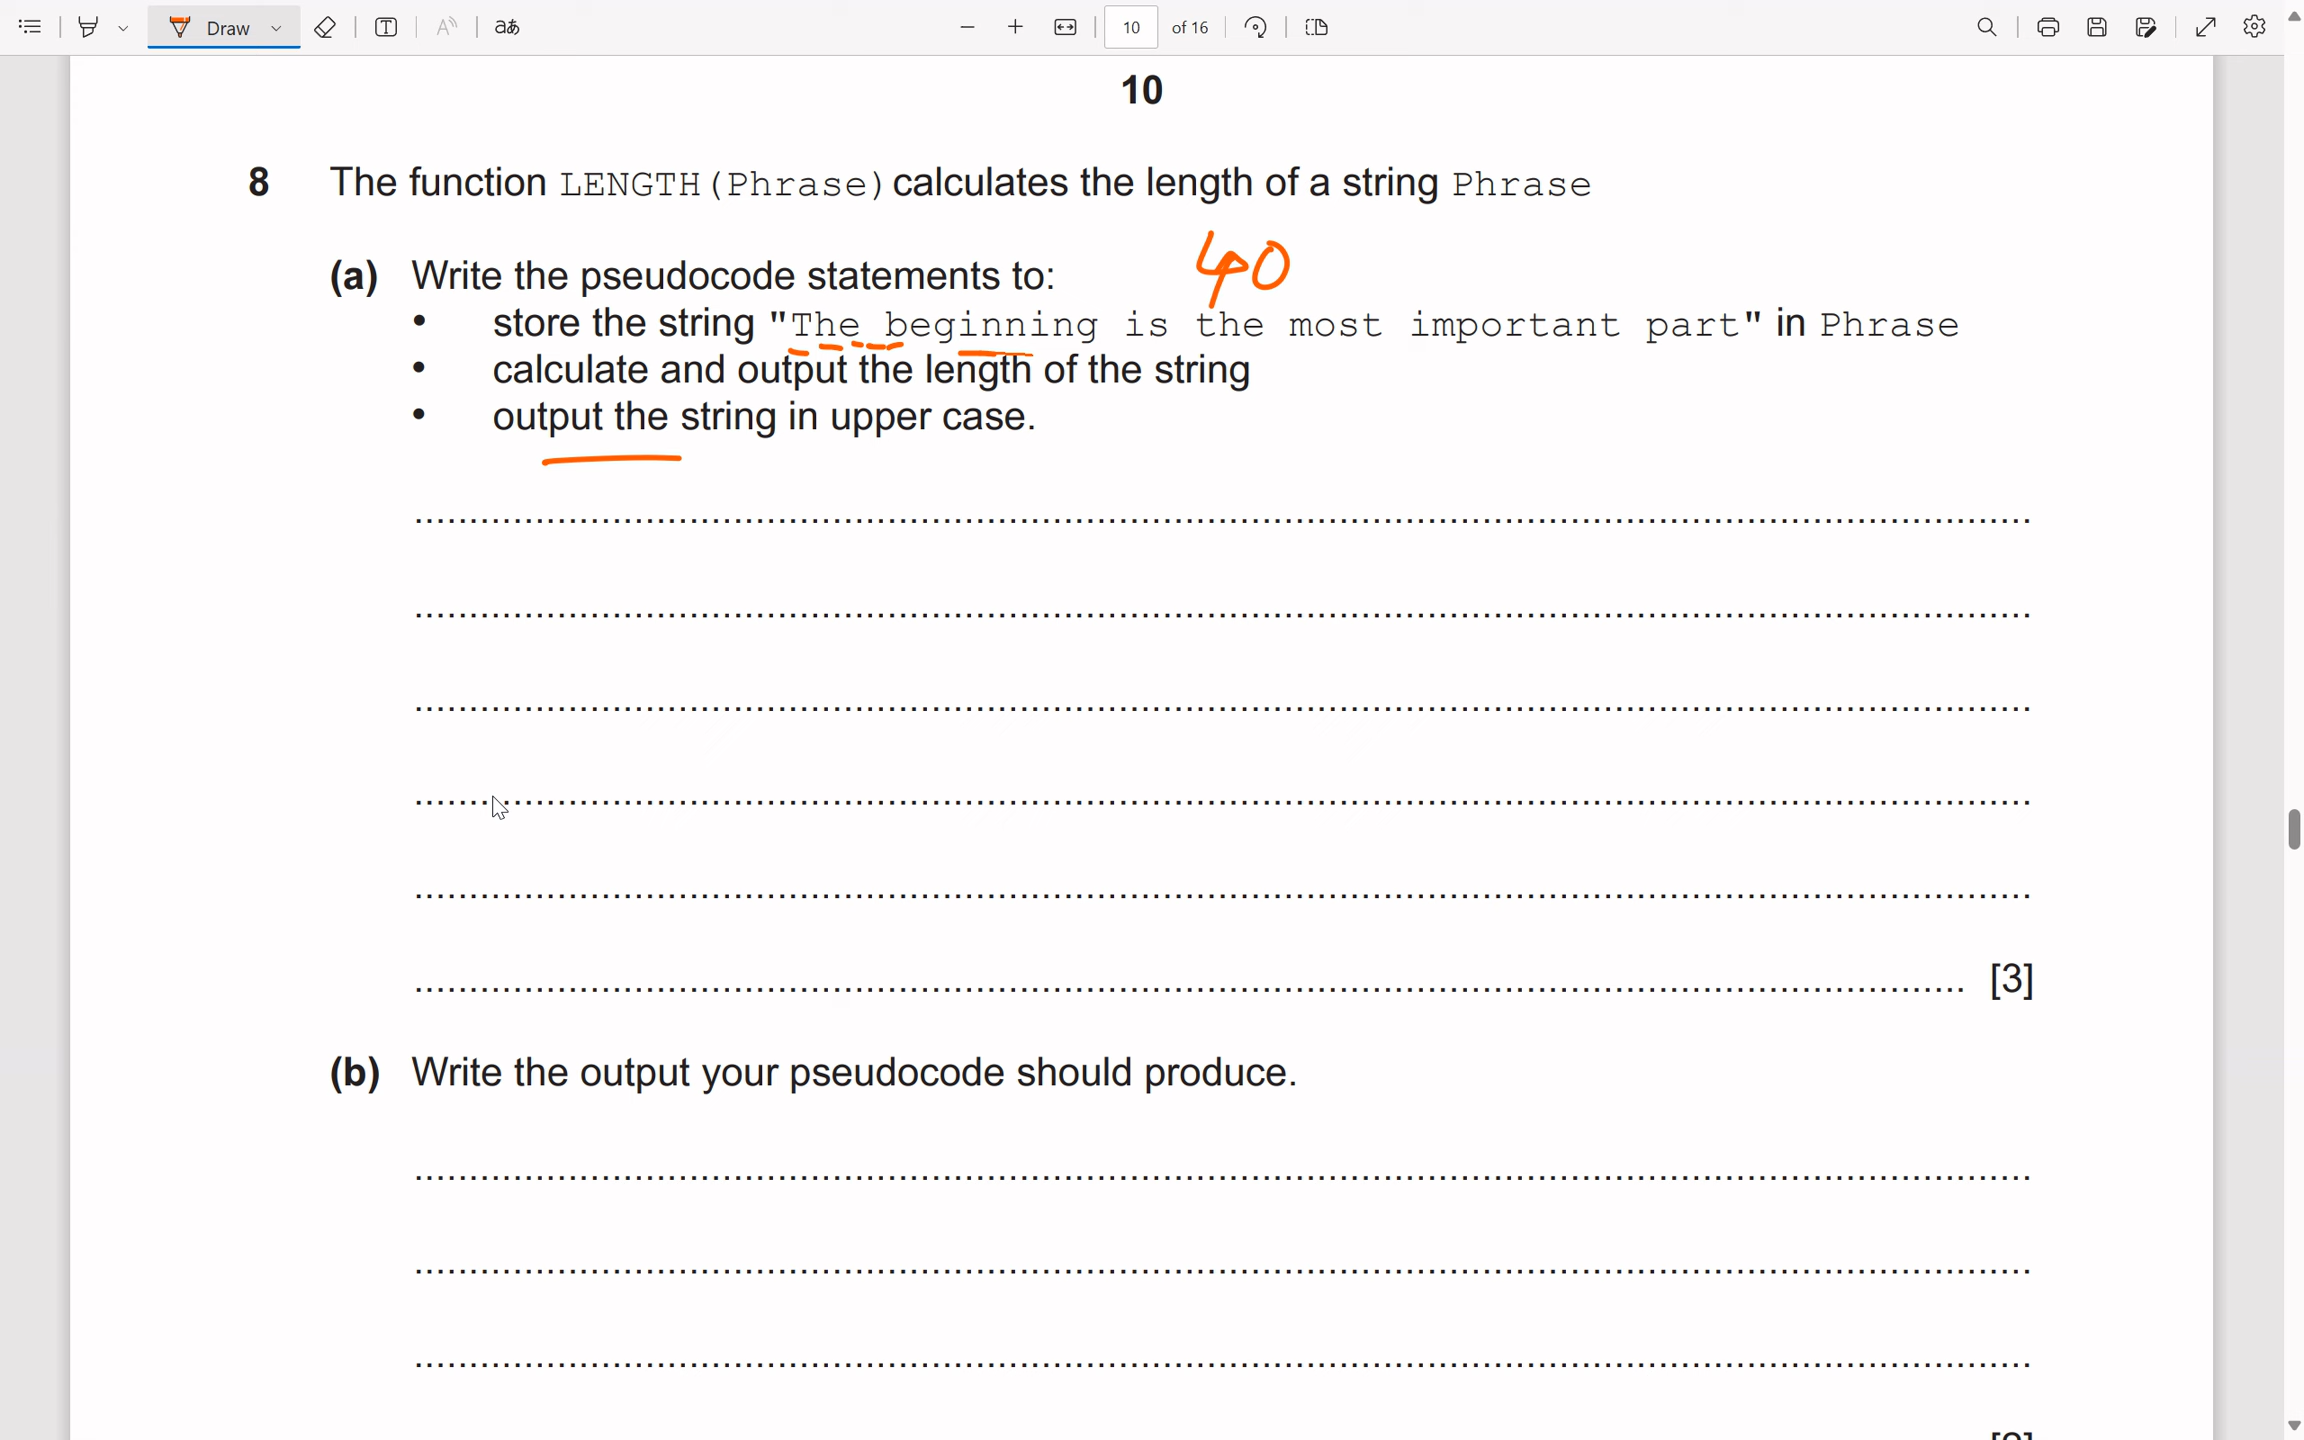 Draw
10 of 16
10
8 The function LENGTH(Phrase) calculates the length of a string Phrase
40
(a) Write the pseudocode statements to:
• store the string "The beginning is the most important part" in Phrase
• calculate and output the length of the string
• output the string in upper case.
[3]
(b) Write the output your pseudocode should produce.